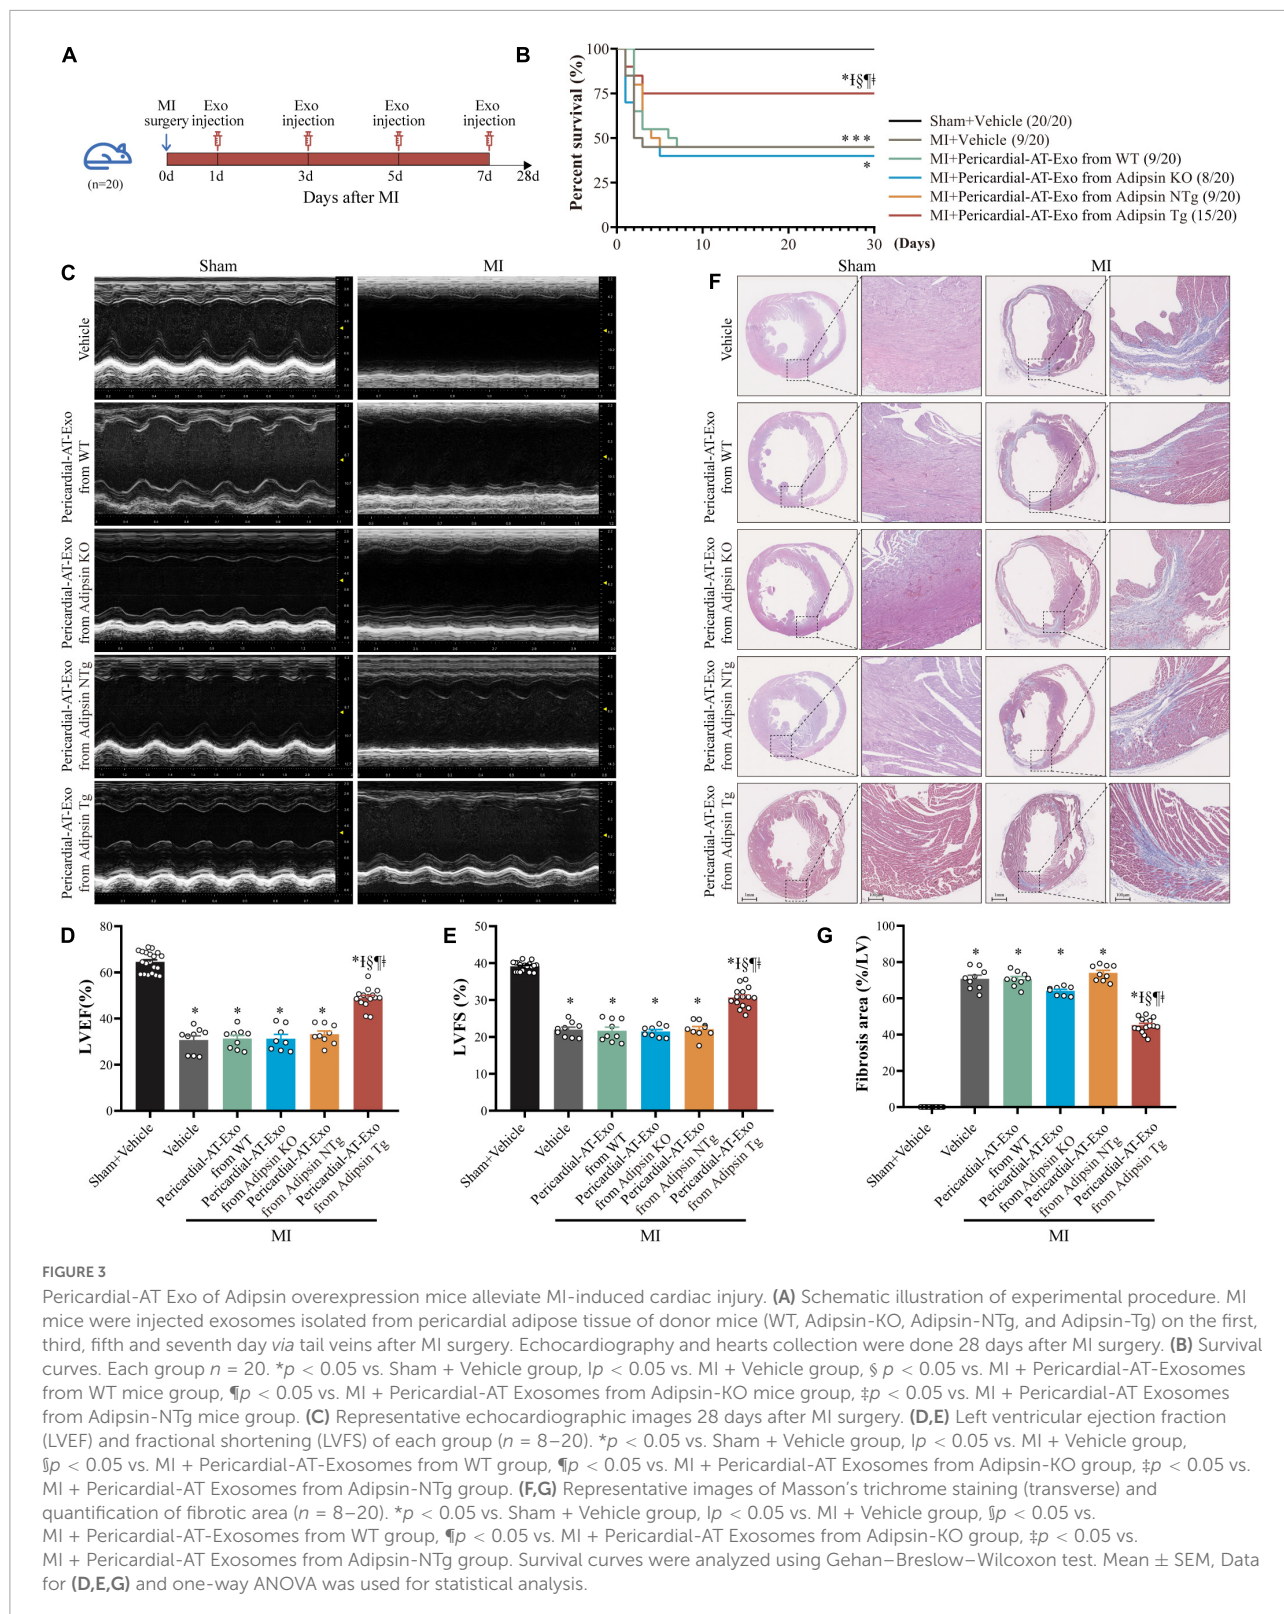 A
MI surgery
Exo injection
Exo injection
Exo injection
Exo injection
(n=20)
0d
1d
3d
5d
7d
28d
Days after MI
B
Percent survival (%)
100
75
50
25
0
0
10
20
30
(Days)
*Ɨ§¶‡
***
*
Sham+Vehicle (20/20)
MI+Vehicle (9/20)
MI+Pericardial-AT-Exo from WT (9/20)
MI+Pericardial-AT-Exo from Adipsin KO (8/20)
MI+Pericardial-AT-Exo from Adipsin NTg (9/20)
MI+Pericardial-AT-Exo from Adipsin Tg (15/20)
C
Sham
MI
Vehicle
Pericardial-AT-Exo
from WT
Pericardial-AT-Exo
from Adipsin KO
Pericardial-AT-Exo
from Adipsin NTg
Pericardial-AT-Exo
from Adipsin Tg
F
Sham
MI
Vehicle
Pericardial-AT-Exo
from WT
Pericardial-AT-Exo
from Adipsin KO
Pericardial-AT-Exo
from Adipsin NTg
Pericardial-AT-Exo
from Adipsin Tg
1mm
100μm
1mm
100μm
D
LVEF(%)
80
60
40
20
0
*
*
*
*
*Ɨ§¶‡
Sham+Vehicle
Vehicle
Pericardial-AT-Exo
from WT
Pericardial-AT-Exo
from Adipsin KO
Pericardial-AT-Exo
from Adipsin NTg
Pericardial-AT-Exo
from Adipsin Tg
MI
E
LVFS (%)
50
40
30
20
10
0
*
*
*
*
*Ɨ§¶‡
Sham+Vehicle
Vehicle
Pericardial-AT-Exo
from WT
Pericardial-AT-Exo
from Adipsin KO
Pericardial-AT-Exo
from Adipsin NTg
Pericardial-AT-Exo
from Adipsin Tg
MI
G
Fibrosis area (%/LV)
100
80
60
40
20
0
*
*
*
*
*Ɨ§¶‡
Sham+Vehicle
Vehicle
Pericardial-AT-Exo
from WT
Pericardial-AT-Exo
from Adipsin KO
Pericardial-AT-Exo
from Adipsin NTg
Pericardial-AT-Exo
from Adipsin Tg
MI
FIGURE 3
Pericardial-AT Exo of Adipsin overexpression mice alleviate MI-induced cardiac injury. (A) Schematic illustration of experimental procedure. MI
mice were injected exosomes isolated from pericardial adipose tissue of donor mice (WT, Adipsin-KO, Adipsin-NTg, and Adipsin-Tg) on the first,
third, fifth and seventh day via tail veins after MI surgery. Echocardiography and hearts collection were done 28 days after MI surgery. (B) Survival
curves. Each group n = 20. *p < 0.05 vs. Sham + Vehicle group, Ɨp < 0.05 vs. MI + Vehicle group, § p < 0.05 vs. MI + Pericardial-AT-Exosomes
from WT mice group, ¶p < 0.05 vs. MI + Pericardial-AT Exosomes from Adipsin-KO mice group, ‡p < 0.05 vs. MI + Pericardial-AT Exosomes
from Adipsin-NTg mice group. (C) Representative echocardiographic images 28 days after MI surgery. (D,E) Left ventricular ejection fraction
(LVEF) and fractional shortening (LVFS) of each group (n = 8–20). *p < 0.05 vs. Sham + Vehicle group, Ɨp < 0.05 vs. MI + Vehicle group,
§p < 0.05 vs. MI + Pericardial-AT-Exosomes from WT group, ¶p < 0.05 vs. MI + Pericardial-AT Exosomes from Adipsin-KO group, ‡p < 0.05 vs.
MI + Pericardial-AT Exosomes from Adipsin-NTg group. (F,G) Representative images of Masson's trichrome staining (transverse) and
quantification of fibrotic area (n = 8–20). *p < 0.05 vs. Sham + Vehicle group, Ɨp < 0.05 vs. MI + Vehicle group, §p < 0.05 vs.
MI + Pericardial-AT-Exosomes from WT group, ¶p < 0.05 vs. MI + Pericardial-AT Exosomes from Adipsin-KO group, ‡p < 0.05 vs.
MI + Pericardial-AT Exosomes from Adipsin-NTg group. Survival curves were analyzed using Gehan–Breslow–Wilcoxon test. Mean ± SEM, Data
for (D,E,G) and one-way ANOVA was used for statistical analysis.